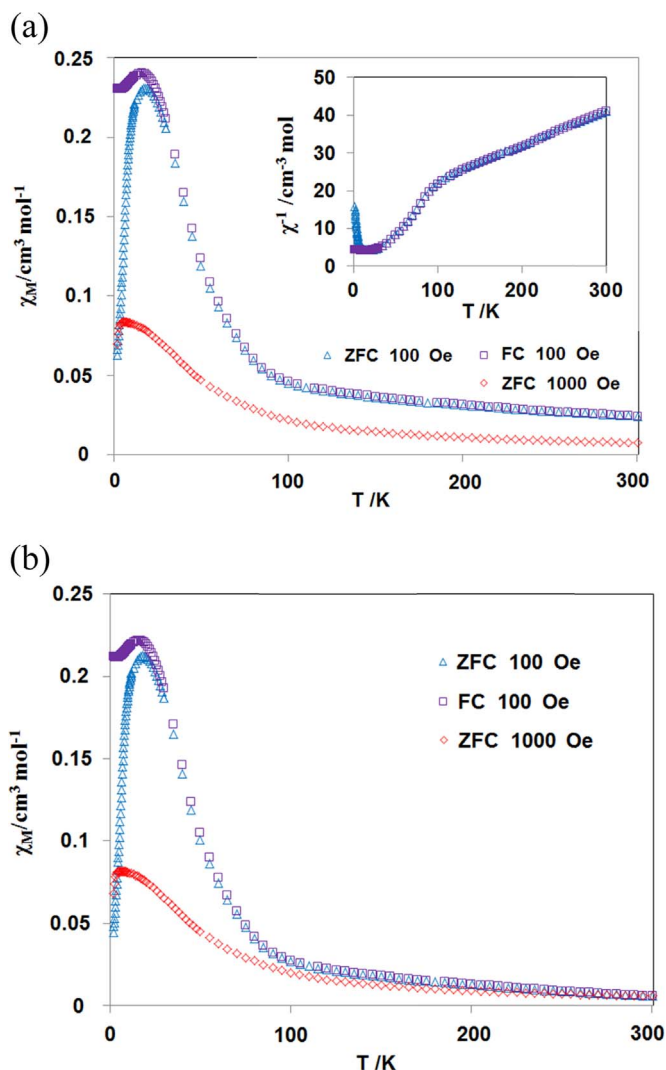 (a)
0.25
0.2
0.15
0.1
0.05
0
χM/cm³ mol⁻¹
0 100 200 300
T /K
50
40
30
20
10
0
χ⁻¹ /cm⁻³ mol
0 100 200 300
T /K
ZFC 100 Oe FC 100 Oe
ZFC 1000 Oe
(b)
0.25
0.2
0.15
0.1
0.05
0
χM/cm³ mol⁻¹
0 100 200 300
T /K
ZFC 100 Oe
FC 100 Oe
ZFC 1000 Oe